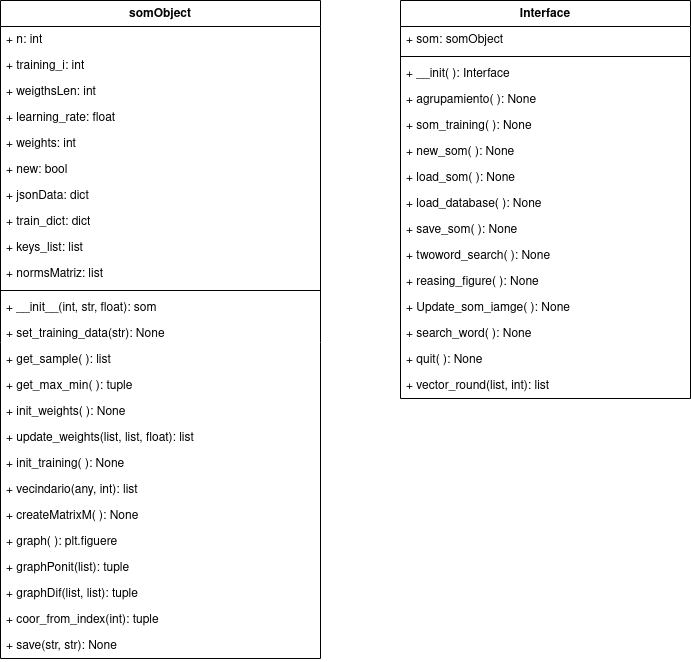 somObject
+ n: int
+ training_i: int
+ weigthsLen: int
+ learning_rate: float
+ weights: int
+ new: bool
+ jsonData: dict
+ train_dict: dict
+ keys_list: list
+ normsMatriz: list
+ __init__(int, str, float): som
+ set_training_data(str): None
+ get_sample( ): list
+ get_max_min( ): tuple
+ init_weights( ): None
+ update_weights(list, list, float): list
+ init_training( ): None
+ vecindario(any, int): list
+ createMatrixM( ): None
+ graph( ): plt.figuere
+ graphPonit(list): tuple
+ graphDif(list, list): tuple
+ coor_from_index(int): tuple
+ save(str, str): None
Interface
+ som: somObject
+ __init( ): Interface
+ agrupamiento( ): None
+ som_training( ): None
+ new_som( ): None
+ load_som( ): None
+ load_database( ): None
+ save_som( ): None
+ twoword_search( ): None
+ reasing_figure( ): None
+ Update_som_iamge( ): None
+ search_word( ): None
+ quit( ): None
+ vector_round(list, int): list